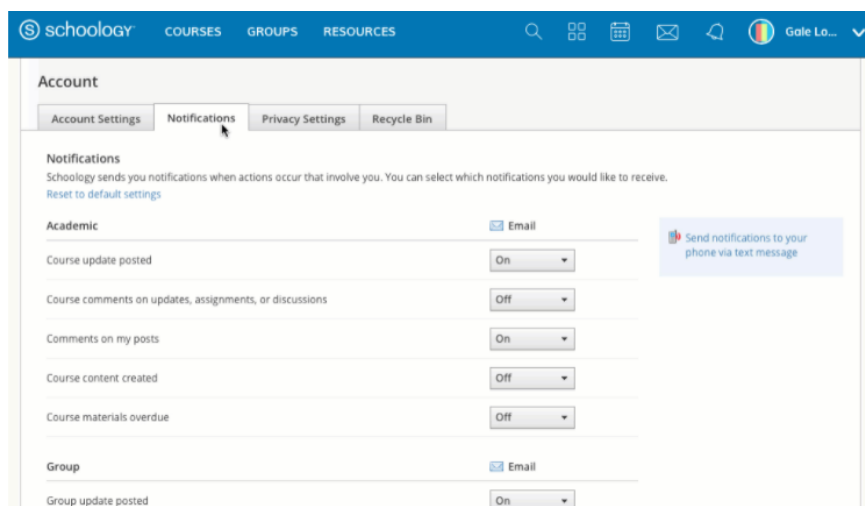 S schoology COURSES GROUPS RESOURCES Gale Lo...
Account
Account Settings Notifications Privacy Settings Recycle Bin
Notifications
Schoology sends you notifications when actions occur that involve you. You can select which notifications you would like to receive.
Reset to default settings
Academic Email
Send notifications to your
phone via text message
Course update posted On
Course comments on updates, assignments, or discussions Off
Comments on my posts On
Course content created Off
Course materials overdue Off
Group Email
Group update posted On